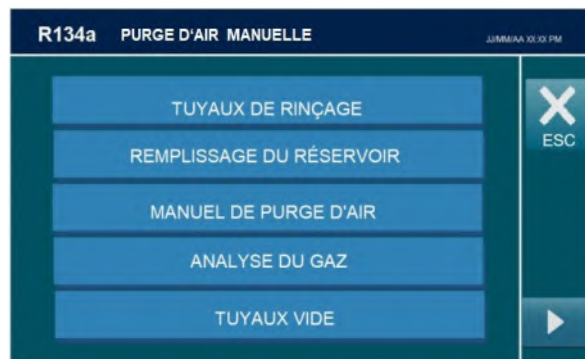 R134a PURGE D'AIR MANUELLE JJ/MM/AA XX:XX PM
TUYAUX DE RINÇAGE
REMPLISSAGE DU RÉSERVOIR
MANUEL DE PURGE D'AIR
ANALYSE DU GAZ
TUYAUX VIDE
ESC